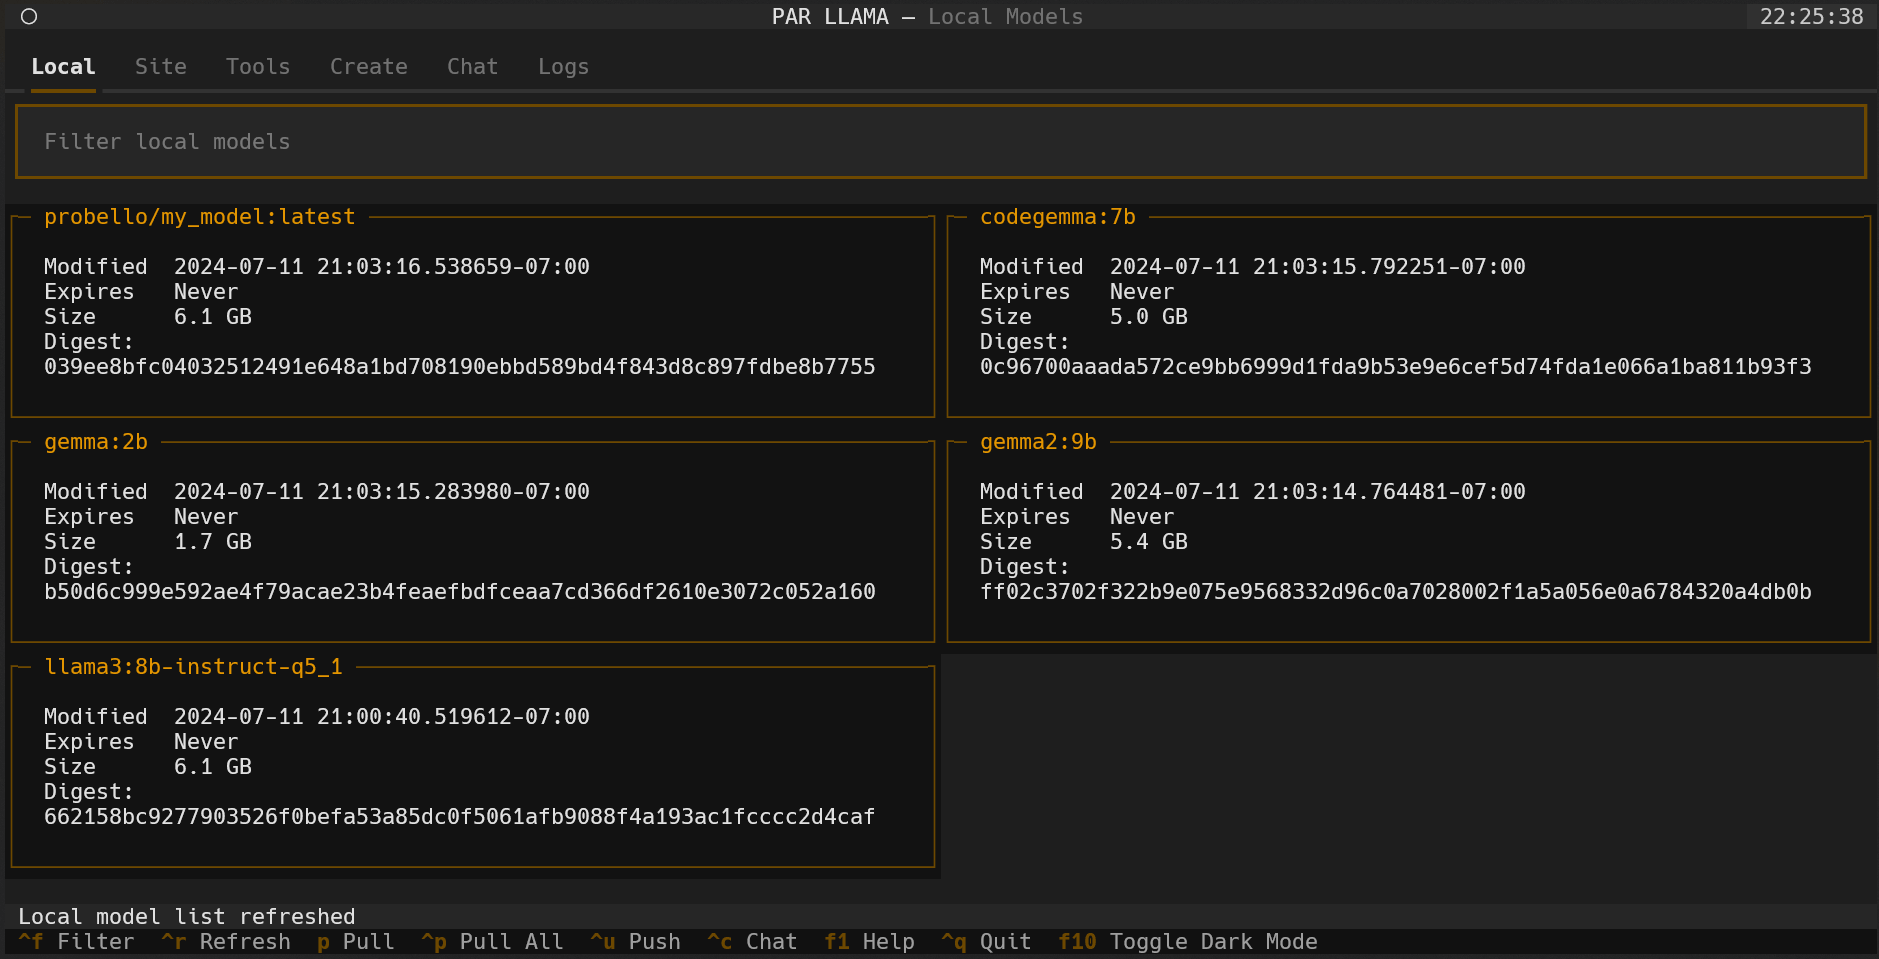 PAR LLAMA — Local Models 22:25:38
Local Site Tools Create Chat Logs
Filter local models
probello/my_model:latest
Modified 2024-07-11 21:03:16.538659-07:00
Expires Never
Size 6.1 GB
Digest:
039ee8bfc04032512491e648a1bd708190ebbd589bd4f843d8c897fdbe8b7755
codegemma:7b
Modified 2024-07-11 21:03:15.792251-07:00
Expires Never
Size 5.0 GB
Digest:
0c96700aaada572ce9bb6999d1fda9b53e9e6cef5d74fda1e066a1ba811b93f3
gemma:2b
Modified 2024-07-11 21:03:15.283980-07:00
Expires Never
Size 1.7 GB
Digest:
b50d6c999e592ae4f79acae23b4feaefbdfceaa7cd366df2610e3072c052a160
gemma2:9b
Modified 2024-07-11 21:03:14.764481-07:00
Expires Never
Size 5.4 GB
Digest:
ff02c3702f322b9e075e9568332d96c0a7028002f1a5a056e0a6784320a4db0b
llama3:8b-instruct-q5_1
Modified 2024-07-11 21:00:40.519612-07:00
Expires Never
Size 6.1 GB
Digest:
662158bc9277903526f0befa53a85dc0f5061afb9088f4a193ac1fcccc2d4caf
Local model list refreshed
^f Filter ^r Refresh p Pull ^p Pull All ^u Push ^c Chat f1 Help ^q Quit f10 Toggle Dark Mode